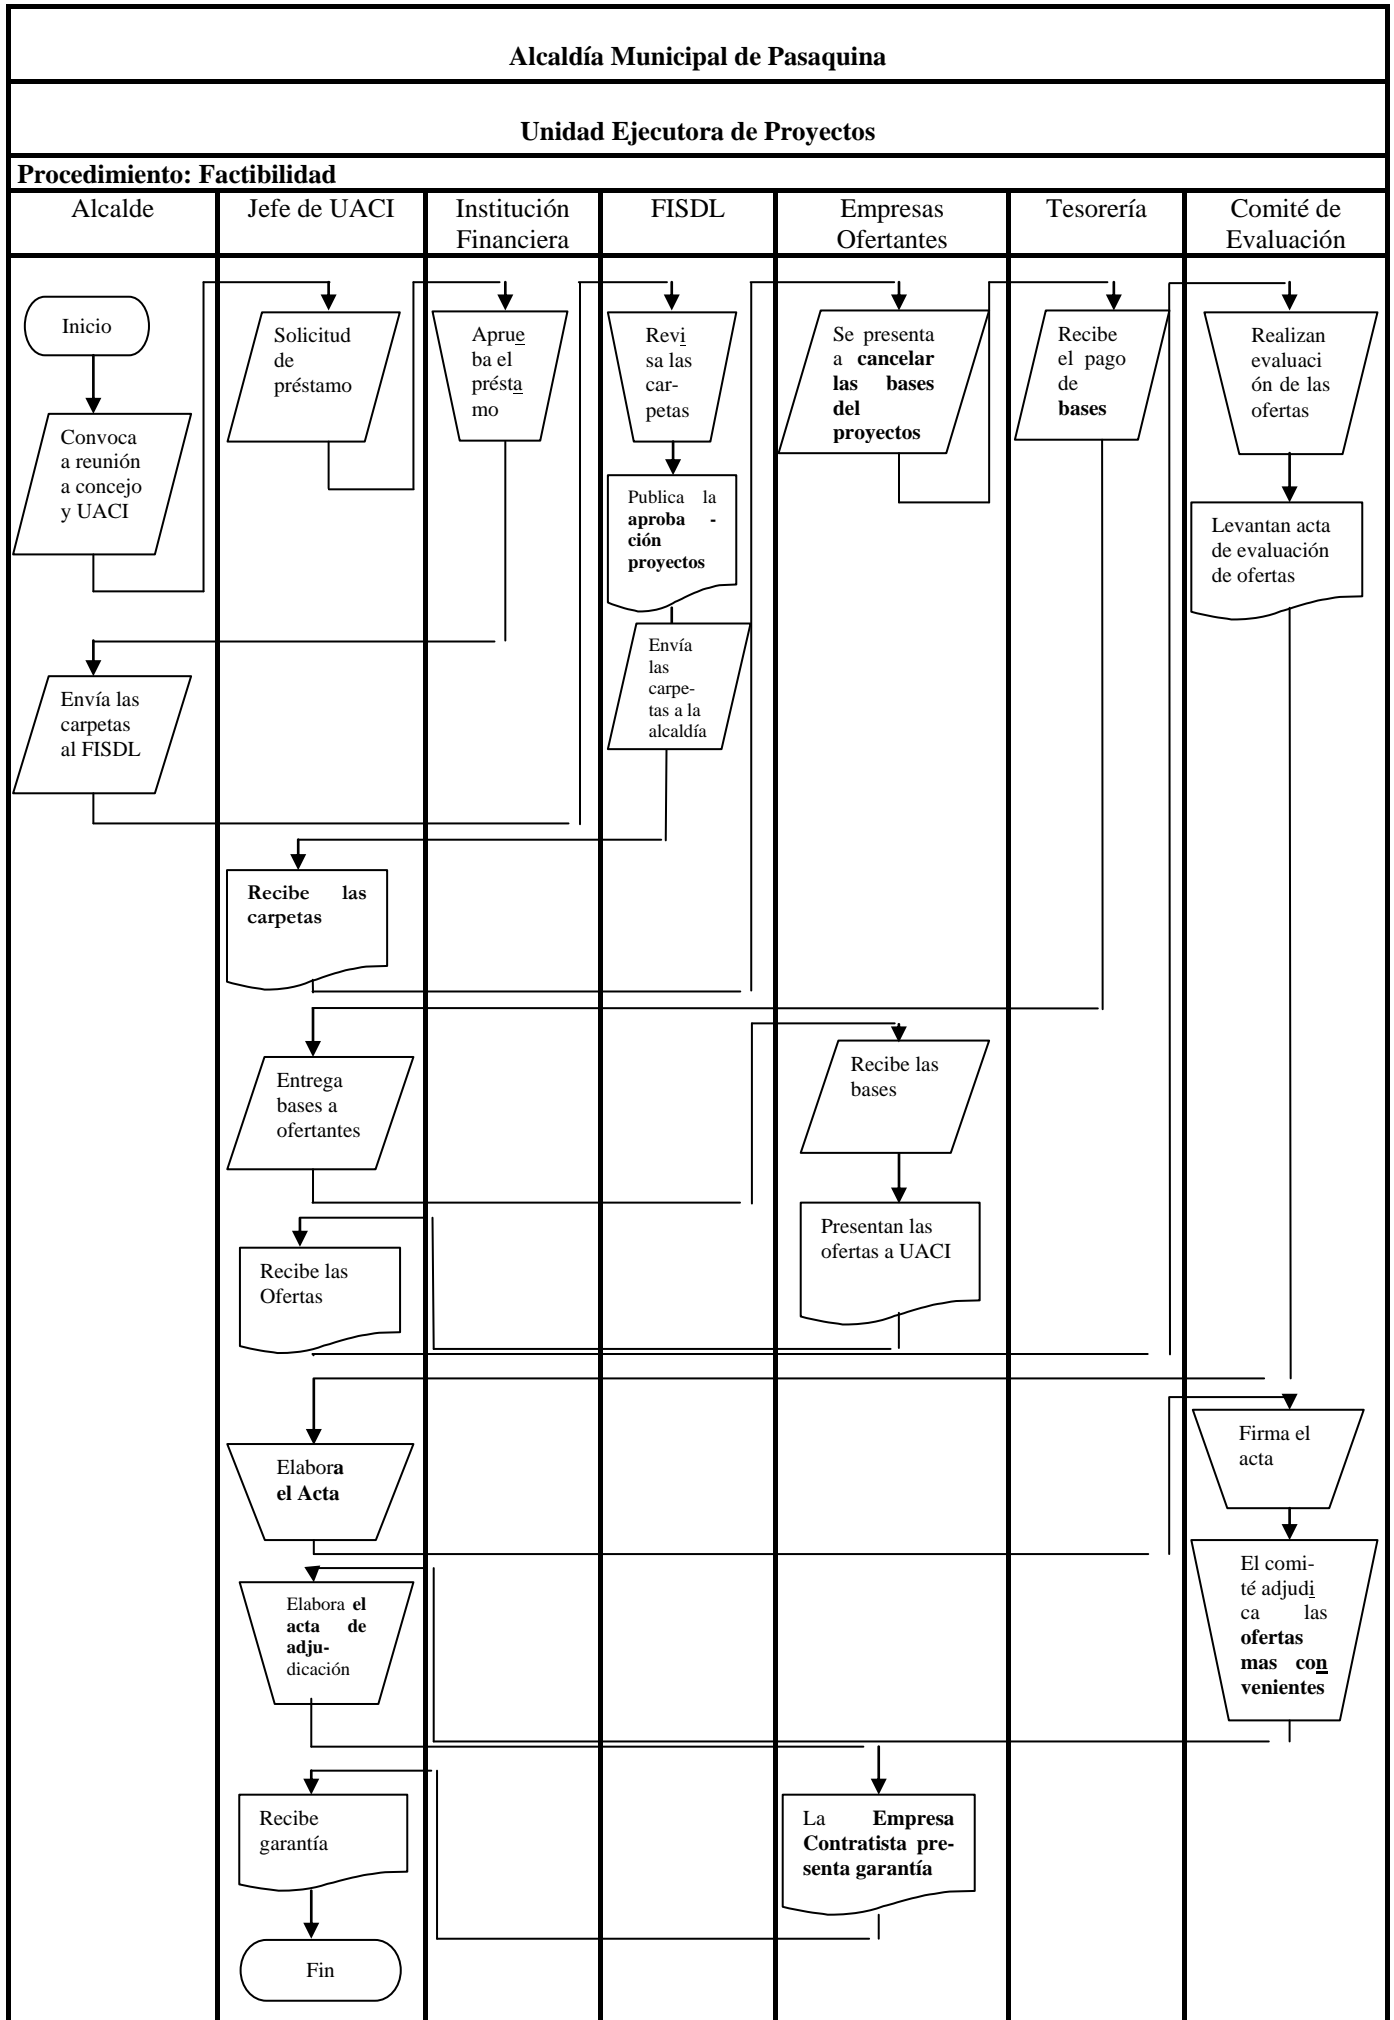 Alcaldía Municipal de Pasaquina
Unidad Ejecutora de Proyectos
Procedimiento: Factibilidad
Alcalde
Jefe de UACI
Institución
Financiera
FISDL
Empresas
Ofertantes
Tesorería
Comité de
Evaluación
Inicio
Convoca
a reunión
a concejo
y UACI
Solicitud
de
préstamo
Aprue
ba el
présta
mo
Revi
sa las
car-
petas
Publica la
aproba -
ción
proyectos
Envía
las
carpe-
tas a la
alcaldía
Se presenta
a cancelar
las bases
del
proyectos
Recibe
el pago
de
bases
Realizan
evaluaci
ón de las
ofertas
Levantan acta
de evaluación
de ofertas
Envía las
carpetas
al FISDL
Recibe las
carpetas
Entrega
bases a
ofertantes
Recibe las
bases
Presentan las
ofertas a UACI
Recibe las
Ofertas
Elabora
el Acta
Firma el
acta
El comi-
té adjudi
ca las
ofertas
mas con
venientes
Elabora el
acta de
adju-
dicación
La Empresa
Contratista pre-
senta garantía
Recibe
garantía
Fin